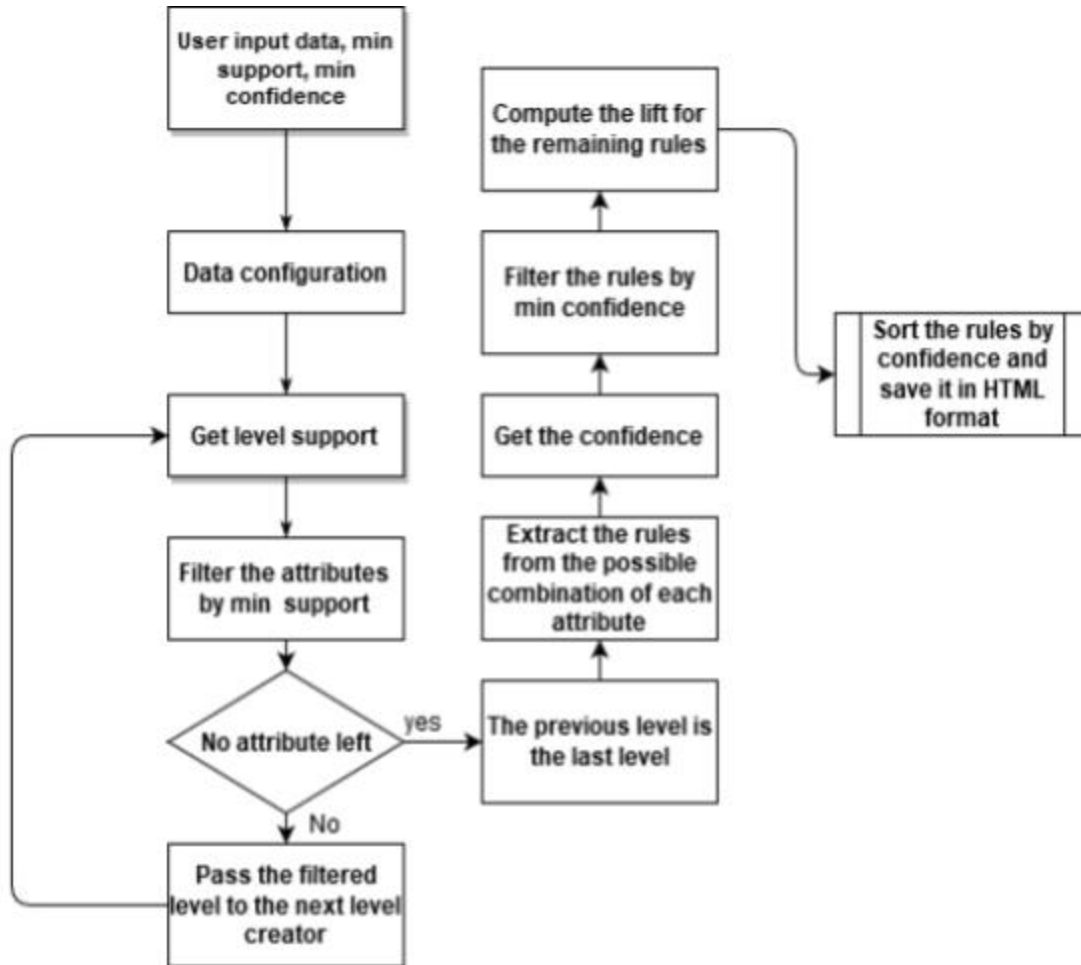 User input data, min
support, min
confidence
Data configuration
Get level support
Filter the attributes
by min support
No attribute left
yes
No
Pass the filtered
level to the next level
creator
The previous level is
the last level
Extract the rules
from the possible
combination of each
attribute
Get the confidence
Filter the rules by
min confidence
Compute the lift for
the remaining rules
Sort the rules by
confidence and
save it in HTML
format